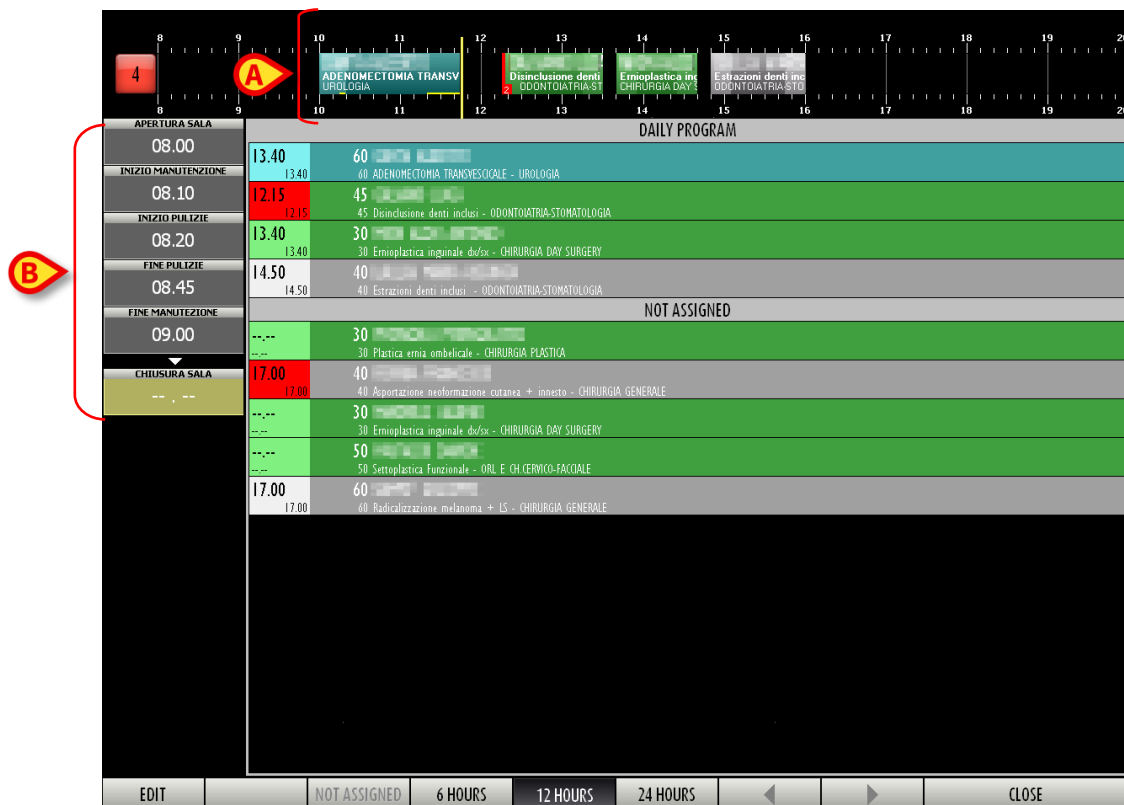 8 9 10 11 12 13 14 15 16 17 18 19 20
4
A
ADENOMECTOMIA TRANSV
UROLOGIA
2
Disinclusione denti
ODONTOIATRIA-ST
Ernioplastica ing
CHIRURGIA DAY S
Estrazioni denti inc
ODONTOIATRIA-STO
8 9 10 11 12 13 14 15 16 17 18 19 20
B
APERTURA SALA
08.00
INIZIO MANUTENZIONE
08.10
INIZIO PULIZIE
08.20
FINE PULIZIE
08.45
FINE MANUTEZIONE
09.00
CHIUSURA SALA
-- . --
DAILY PROGRAM
13.40 60
13.40 60 ADENOMECTOMIA TRANSVESCICALE - UROLOGIA
12.15 45
12.15 45 Disinclusione denti inclusi - ODONTOIATRIA-STOMATOLOGIA
13.40 30
13.40 30 Ernioplastica inguinale dx/sx - CHIRURGIA DAY SURGERY
14.50 40
14.50 40 Estrazioni denti inclusi - ODONTOIATRIA-STOMATOLOGIA
NOT ASSIGNED
--.-- 30
--.-- 30 Plastica ernia ombelicale - CHIRURGIA PLASTICA
17.00 40
17.00 40 Asportazione neoformazione cutanea + innesto - CHIRURGIA GENERALE
--.-- 30
--.-- 30 Ernioplastica inguinale dx/sx - CHIRURGIA DAY SURGERY
--.-- 50
--.-- 50 Settoplastica Funzionale - ORL E CH.CERVICO-FACCIALE
17.00 60
17.00 60 Radicalizzazione melanoma + LS - CHIRURGIA GENERALE
EDIT NOT ASSIGNED 6 HOURS 12 HOURS 24 HOURS CLOSE